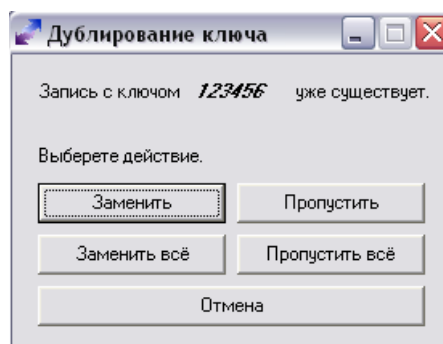 Дублирование ключа
Запись с ключом 123456 уже существует.
Выберете действие.
Заменить Пропустить
Заменить всё Пропустить всё
Отмена